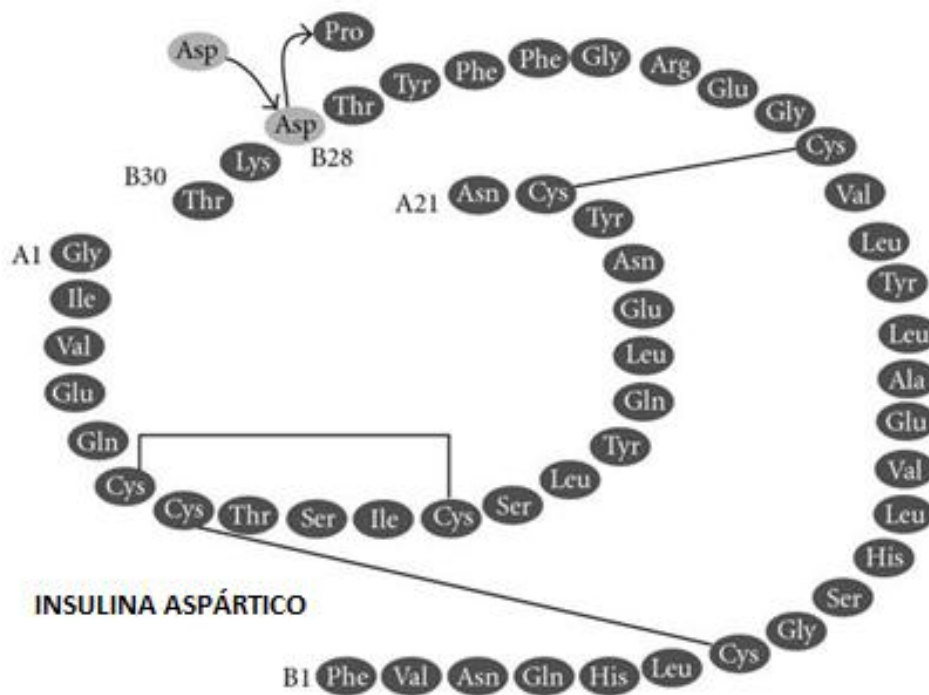 Asp
Pro
Asp
B28
Thr Tyr Phe Phe Gly Arg Glu Gly Cys
Lys
B30
Thr
A21 Asn Cys
Tyr
Val
Leu
Tyr
A1 Gly
Asn
Ile
Glu
Leu
Val
Leu
Ala
Glu
Gln
Glu
Gln
Tyr
Val
Cys
Leu
Leu
Cys Thr Ser Ile Cys Ser
His
INSULINA ASPÁRTICO
Ser
Gly
B1 Phe Val Asn Gln His Leu Cys